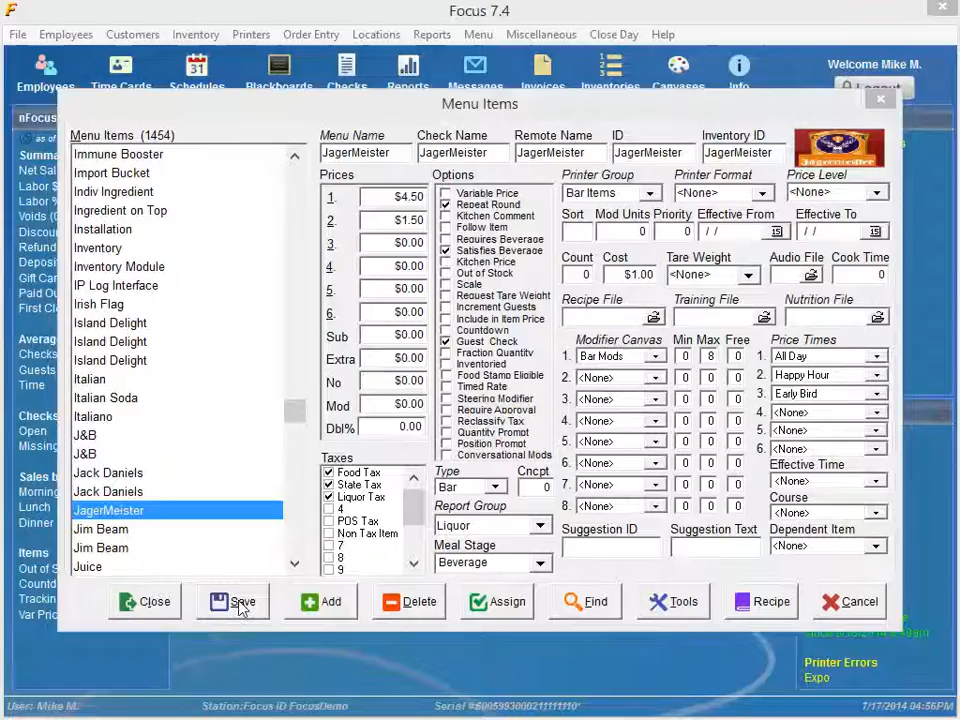 Focus 7.4
File Employees Customers Inventory Printers Order Entry Locations Reports Menu Miscellaneous Close Day Help
Employees Time Cards Schedules Blackboards Checks Reports Messages Invoices Inventories Canvases Info
Welcome Mike M.
Logout
nFocus
as of
Summa
Net Sal
Labor $
Labor %
Voids (0
Discou
Refund
Deposi
Gift Car
Paid Ou
First Cl
Averag
Checks
Guests
Time
Checks
Open
Missing
Sales b
Morning
Lunch
Dinner
Items
Out of S
Countd
Trackin
Var Pric
Menu Items
Menu Items (1454)
Immune Booster
Import Bucket
Indiv Ingredient
Ingredient on Top
Installation
Inventory
Inventory Module
IP Log Interface
Irish Flag
Island Delight
Island Delight
Island Delight
Italian
Italian Soda
Italiano
J&B
J&B
Jack Daniels
Jack Daniels
JagerMeister
Jim Beam
Jim Beam
Juice
Menu Name Check Name Remote Name ID Inventory ID
JagerMeister JagerMeister JagerMeister JagerMeister JagerMeister
Jägermeister
Prices
1. $4.50
2. $1.50
3. $0.00
4. $0.00
5. $0.00
6. $0.00
Sub $0.00
Extra $0.00
No $0.00
Mod $0.00
Dbl% 0.00
Taxes
Food Tax
State Tax
Liquor Tax
4
POS Tax
Non Tax Item
7
8
9
Options
Variable Price
Repeat Round
Kitchen Comment
Follow Item
Requires Beverage
Satisfies Beverage
Kitchen Price
Out of Stock
Scale
Request Tare Weight
Increment Guests
Include in Item Price
Countdown
Guest Check
Fraction Quantity
Inventoried
Food Stamp Eligible
Timed Rate
Steering Modifier
Require Approval
Reclassify Tax
Quantity Prompt
Position Prompt
Conversational Mods
Type Cncpt
Bar 0
Report Group
Liquor
Meal Stage
Beverage
Printer Group Printer Format Price Level
Bar Items <None> <None>
Sort Mod Units Priority Effective From Effective To
0 0 / / 15 / / 15
Count Cost Tare Weight Audio File Cook Time
0 $1.00 <None> 0
Recipe File Training File Nutrition File
Modifier Canvas Min Max Free
1. Bar Mods 0 8 0
2. <None> 0 0 0
3. <None> 0 0 0
4. <None> 0 0 0
5. <None> 0 0 0
6. <None> 0 0 0
7. <None> 0 0 0
8. <None> 0 0 0
Price Times
1. All Day
2. Happy Hour
3. Early Bird
4. <None>
5. <None>
6. <None>
Effective Time
<None>
Course
<None>
Suggestion ID Suggestion Text Dependent Item
<None>
Close Save Add Delete Assign Find Tools Recipe Cancel
Printer Errors
Expo
User: Mike M. Station:Focus ID FocusDemo 7/17/2014 04:56PM